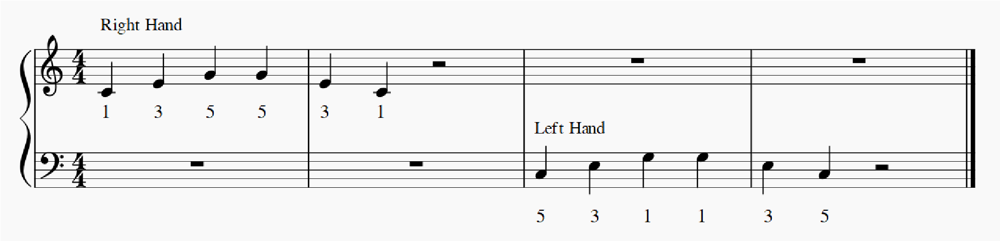 Right Hand
4 4
1 3 5 5 3 1
Left Hand
4 4
5 3 1 1 3 5